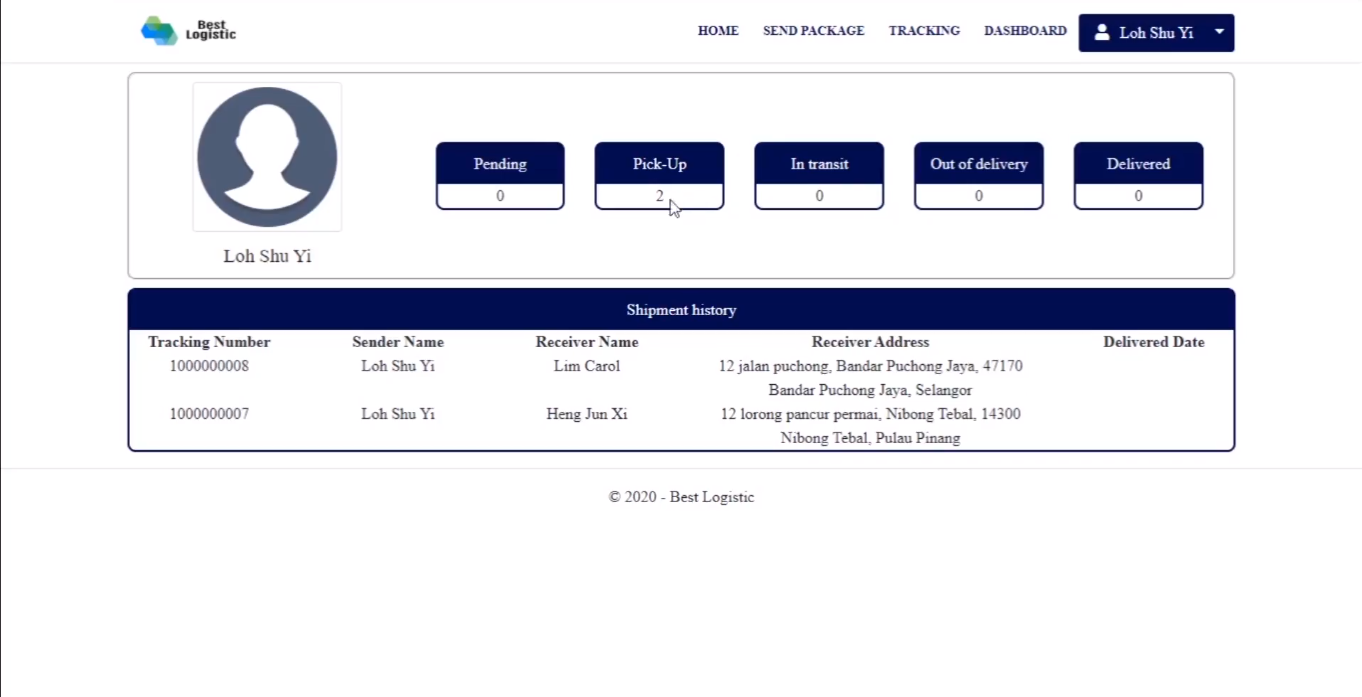 Best
Logistic
HOME SEND PACKAGE TRACKING DASHBOARD Loh Shu Yi
Pending Pick-Up In transit Out of delivery Delivered
0 2 0 0 0
Loh Shu Yi
Shipment history
Tracking Number Sender Name Receiver Name Receiver Address Delivered Date
1000000008 Loh Shu Yi Lim Carol 12 jalan puchong, Bandar Puchong Jaya, 47170
Bandar Puchong Jaya, Selangor
1000000007 Loh Shu Yi Heng Jun Xi 12 lorong pancur permai, Nibong Tebal, 14300
Nibong Tebal, Pulau Pinang
© 2020 - Best Logistic